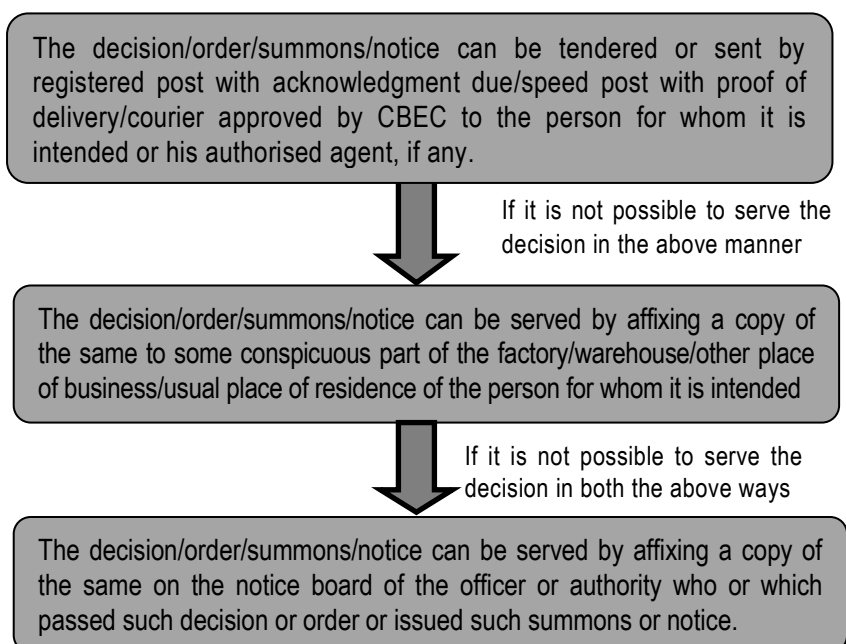 The decision/order/summons/notice can be tendered or sent by
registered post with acknowledgment due/speed post with proof of
delivery/courier approved by CBEC to the person for whom it is
intended or his authorised agent, if any.
If it is not possible to serve the
decision in the above manner
The decision/order/summons/notice can be served by affixing a copy of
the same to some conspicuous part of the factory/warehouse/other place
of business/usual place of residence of the person for whom it is intended
If it is not possible to serve the
decision in both the above ways
The decision/order/summons/notice can be served by affixing a copy of
the same on the notice board of the officer or authority who or which
passed such decision or order or issued such summons or notice.